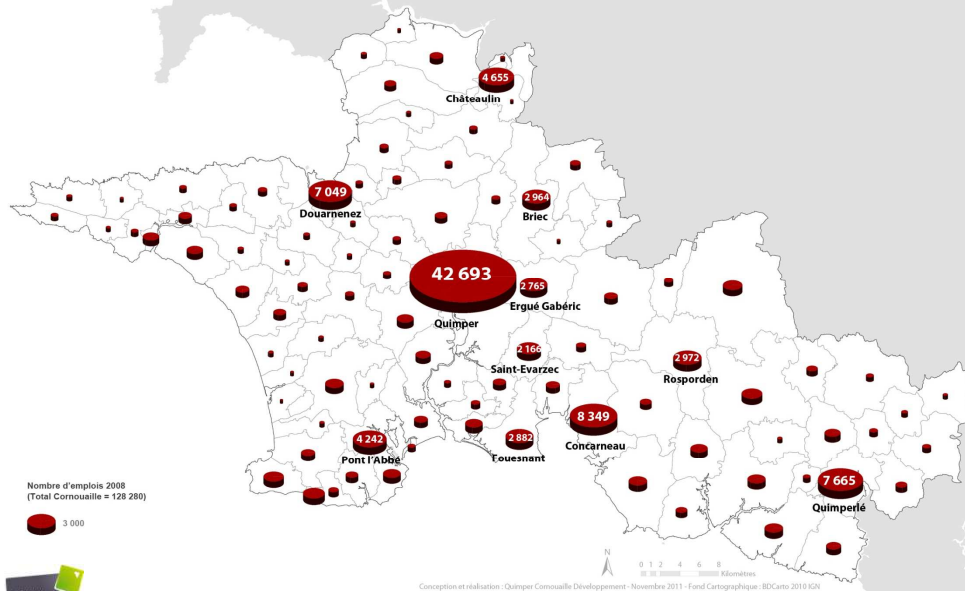 4 655
Châteaulin
7 049
Douarnenez
2 964
Briec
42 693
Quimper
2 765
Ergué Gabéric
2 166
Saint-Evarzec
2 972
Rosporden
8 349
Concarneau
4 242
Pont l'Abbé
2 882
Fouesnant
7 665
Quimperlé
Nombre d'emplois 2008
(Total Cornouaille = 128 280)
3 000
N
0 1 2 4 6 8
Kilomètres
Conception et réalisation : Quimper Cornouaille Développement - Novembre 2011 - Fond Cartographique : BDCarto 2010 IGN